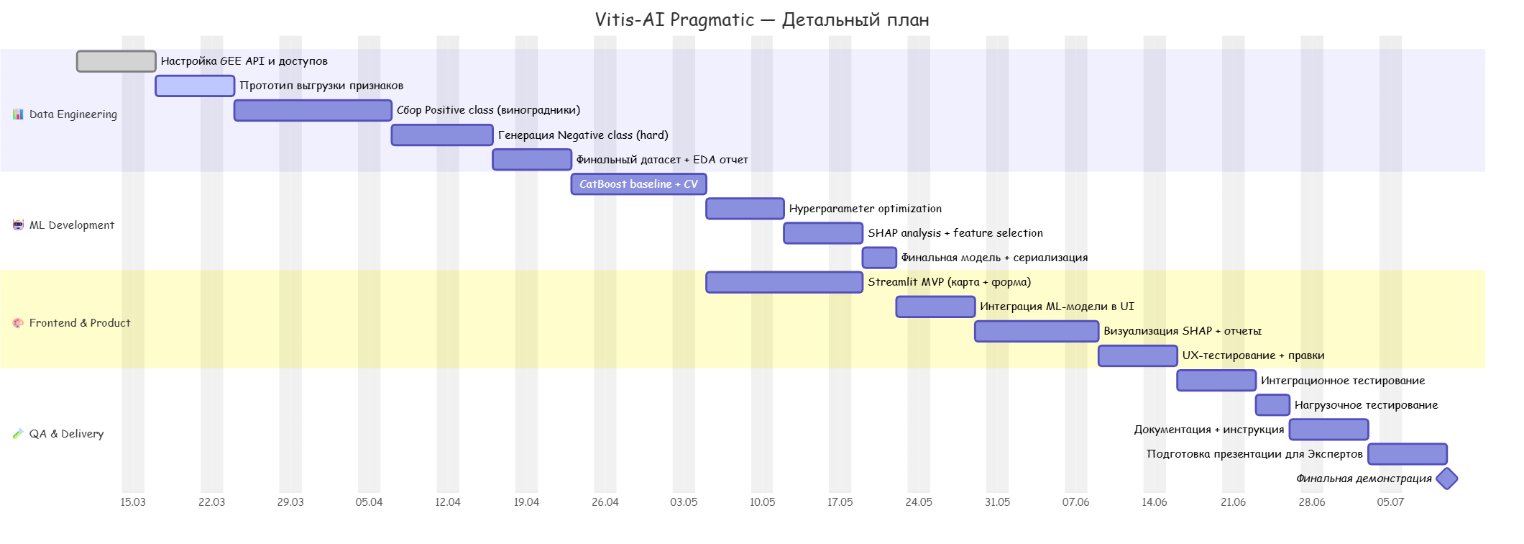 Vitis-AI Pragmatic — Детальный план
Настройка GEE API и доступов
Прототип выгрузки признаков
📊 Data Engineering
Сбор Positive class (виноградники)
Генерация Negative class (hard)
Финальный датасет + EDA отчет
CatBoost baseline + CV
Hyperparameter optimization
🤖 ML Development
SHAP analysis + feature selection
Финальная модель + сериализация
Streamlit MVP (карта + форма)
Интеграция ML-модели в UI
🎨 Frontend & Product
Визуализация SHAP + отчеты
UX-тестирование + правки
Интеграционное тестирование
Нагрузочное тестирование
🧪 QA & Delivery
Документация + инструкция
Подготовка презентации для Экспертов
Финальная демонстрация
15.03 22.03 29.03 05.04 12.04 19.04 26.04 03.05 10.05 17.05 24.05 31.05 07.06 14.06 21.06 28.06 05.07